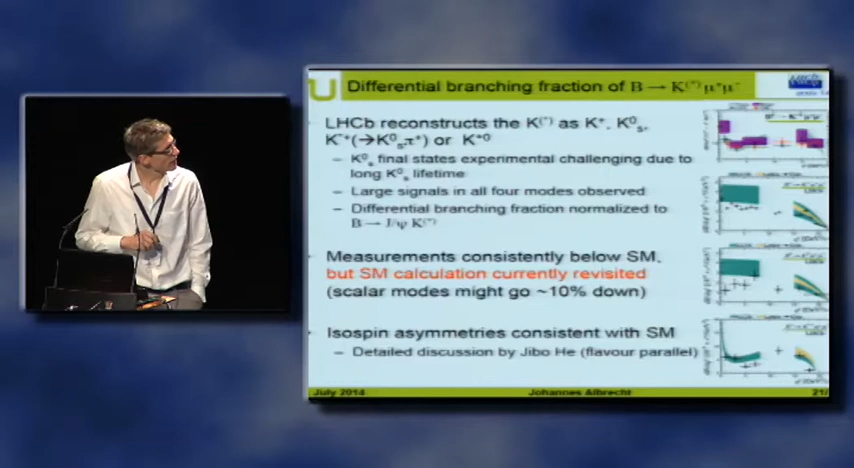 Differential branching fraction of B → K⁽*⁾ μ⁺μ⁻
LHCb reconstructs the K⁽*⁾ as K⁺, K⁰s,
K*⁺(→K⁰sπ⁺) or K*⁰
– K⁰s final states experimental challenging due to
long K⁰s lifetime
– Large signals in all four modes observed
– Differential branching fraction normalized to
B → J/ψ K⁽*⁾
Measurements consistently below SM,
but SM calculation currently revisited
(scalar modes might go ~10% down)
Isospin asymmetries consistent with SM
– Detailed discussion by Jibo He (flavour parallel)
July 2014
Johannes Albrecht
21/